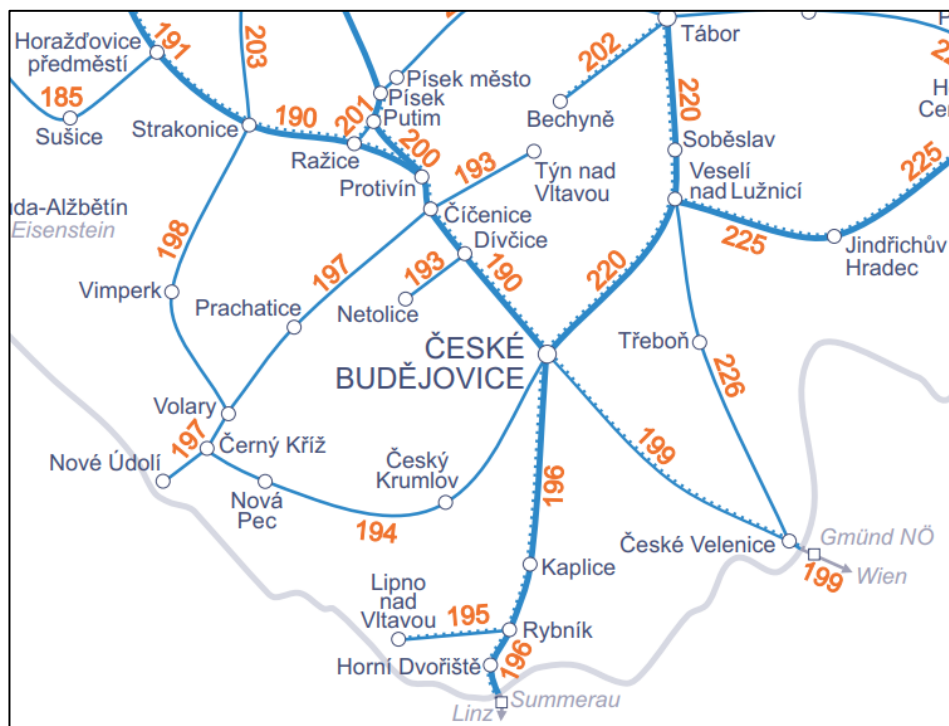 Horažďovice
předměstí
191
203
185
Sušice
Strakonice
190
201
Ražice
Písek město
Písek
Putim
200
Protivín
193
Týn nad
Vltavou
202
Bechyně
Tábor
220
Soběslav
Veselí
nad Lužnicí
225
225
Jindřichův
Hradec
uda-Alžbětín
Eisenstein
198
Vimperk
197
Prachatice
Číčenice
Dívčice
193
Netolice
190
220
ČESKÉ
BUDĚJOVICE
Třeboň
226
Volary
197
Černý Kříž
Nové Údolí
Nová
Pec
194
Český
Krumlov
196
199
České Velenice
Gmünd NÖ
199
Wien
Kaplice
Lipno
nad
Vltavou
195
Rybník
Horní Dvořiště
196
Summerau
Linz